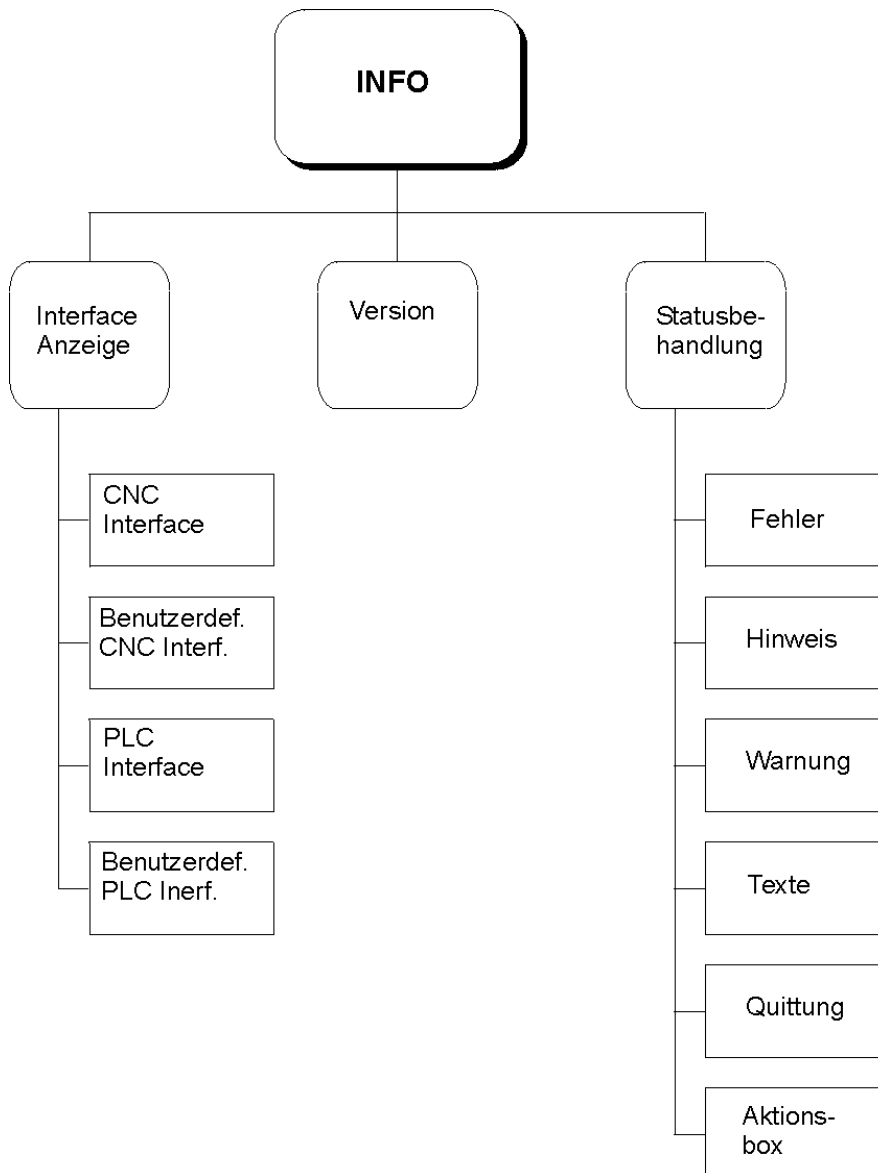 INFO
Interface
Anzeige
Version
Statusbe-
handlung
CNC
Interface
Benutzerdef.
CNC Interf.
PLC
Interface
Benutzerdef.
PLC Inerf.
Fehler
Hinweis
Warnung
Texte
Quittung
Aktions-
box